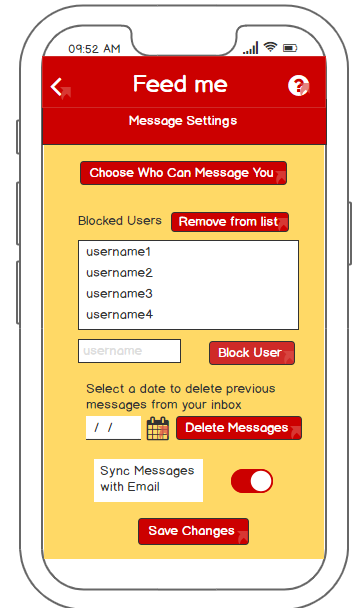 09:52 AM
Feed me
?
Message Settings
Choose Who Can Message You
Blocked Users Remove from list
username1
username2
username3
username4
username Block User
Select a date to delete previous
messages from your inbox
/ / Delete Messages
Sync Messages
with Email
Save Changes